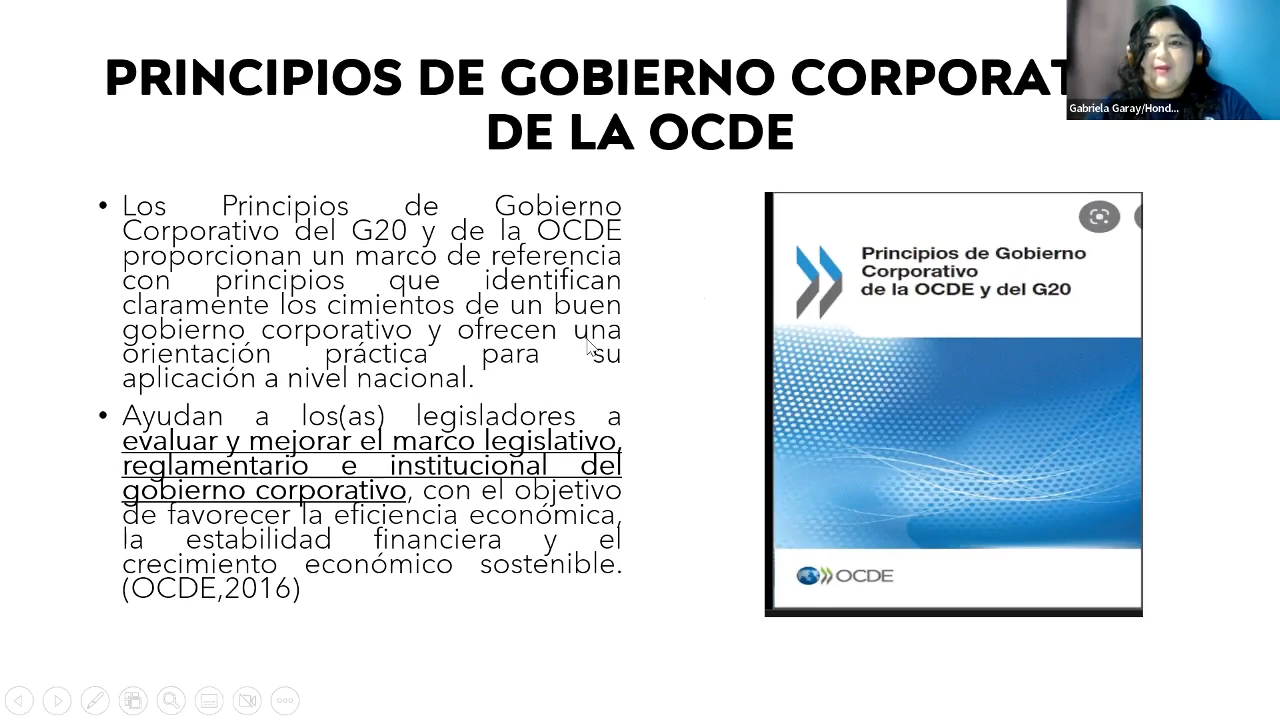 PRINCIPIOS DE GOBIERNO CORPORAT
DE LA OCDE
Gabriela Garay/Hond...
• Los Principios de Gobierno
Corporativo del G20 y de la OCDE
proporcionan un marco de referencia
con principios que identifican
claramente los cimientos de un buen
gobierno corporativo y ofrecen una
orientación práctica para su
aplicación a nivel nacional.
• Ayudan a los(as) legisladores a
evaluar y mejorar el marco legislativo,
reglamentario e institucional del
gobierno corporativo, con el objetivo
de favorecer la eficiencia económica,
la estabilidad financiera y el
crecimiento económico sostenible.
(OCDE,2016)
Principios de Gobierno
Corporativo
de la OCDE y del G20
OCDE